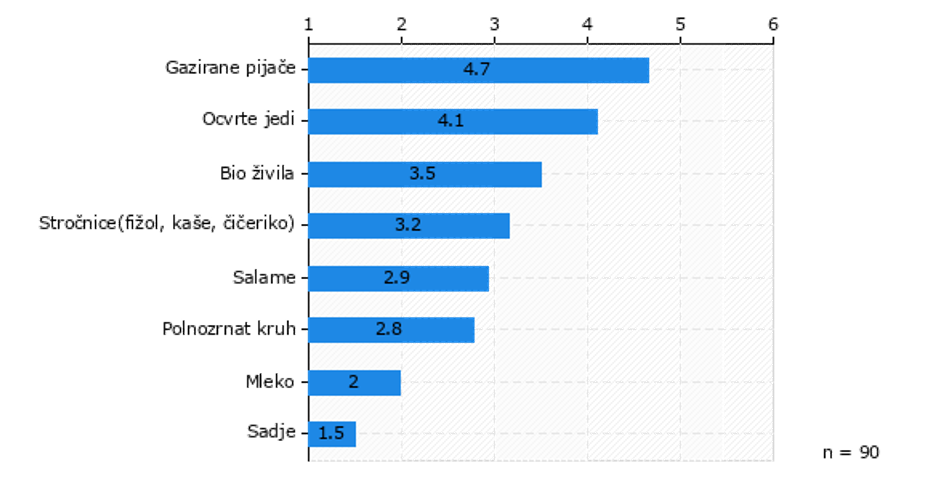 1 2 3 4 5 6
Gazirane pijače 4.7
Ocvrte jedi 4.1
Bio živila 3.5
Stročnice(fižol, kaše, čičeriko) 3.2
Salame 2.9
Polnozrnat kruh 2.8
Mleko 2
Sadje 1.5
n = 90